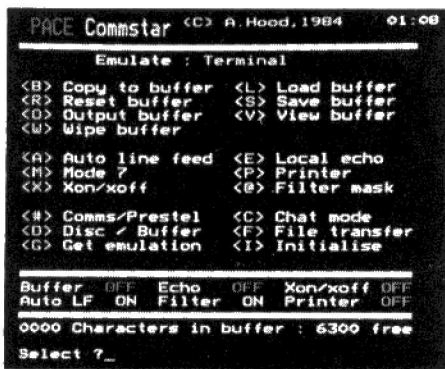 PACE Commstar <C> A.Hood,1984 01:08
Emulate : Terminal
<B> Copy to buffer <L> Load buffer
<R> Reset buffer <S> Save buffer
<O> Output buffer <V> View buffer
<W> Wipe buffer
<A> Auto line feed <E> Local echo
<M> Mode 7 <P> Printer
<X> Xon/xoff <@> Filter mask
<#> Comms/Prestel <C> Chat mode
<D> Disc / Buffer <F> File transfer
<G> Get emulation <I> Initialise
Buffer OFF Echo OFF Xon/xoff OFF
Auto LF ON Filter ON Printer OFF
0000 Characters in buffer : 6300 free
Select ?_